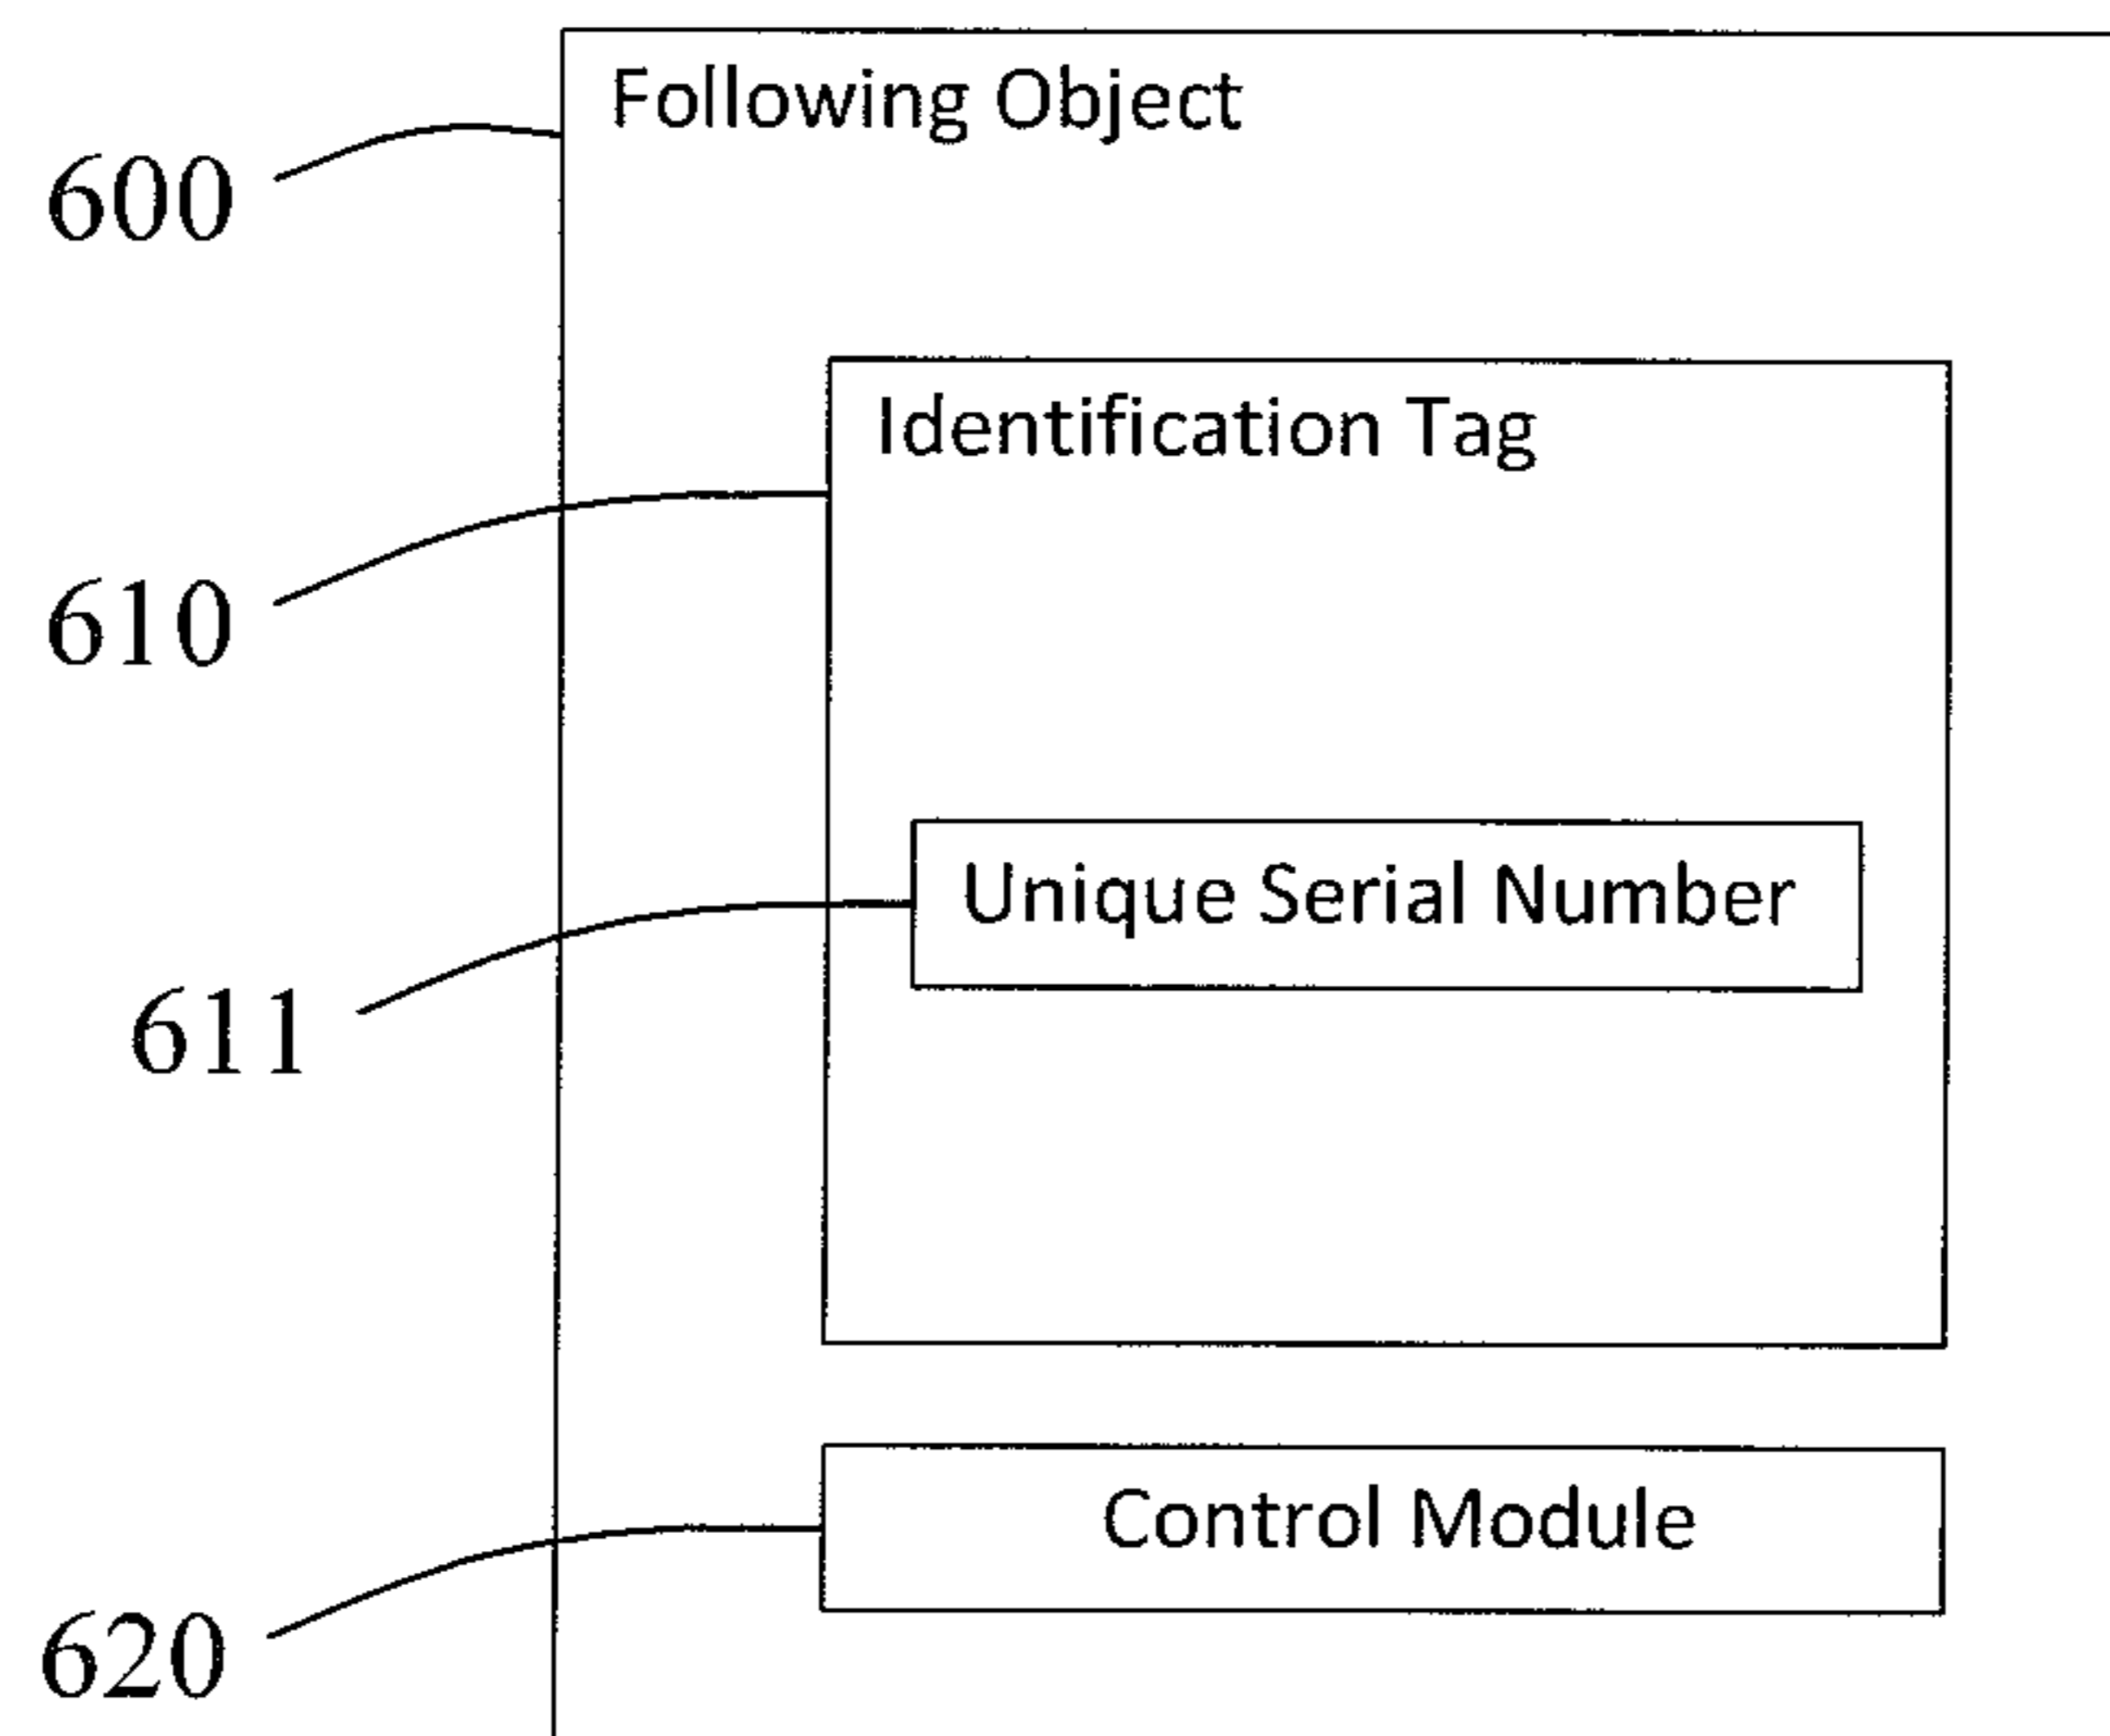 Following Object
600
Identification Tag
610
Unique Serial Number
611
Control Module
620